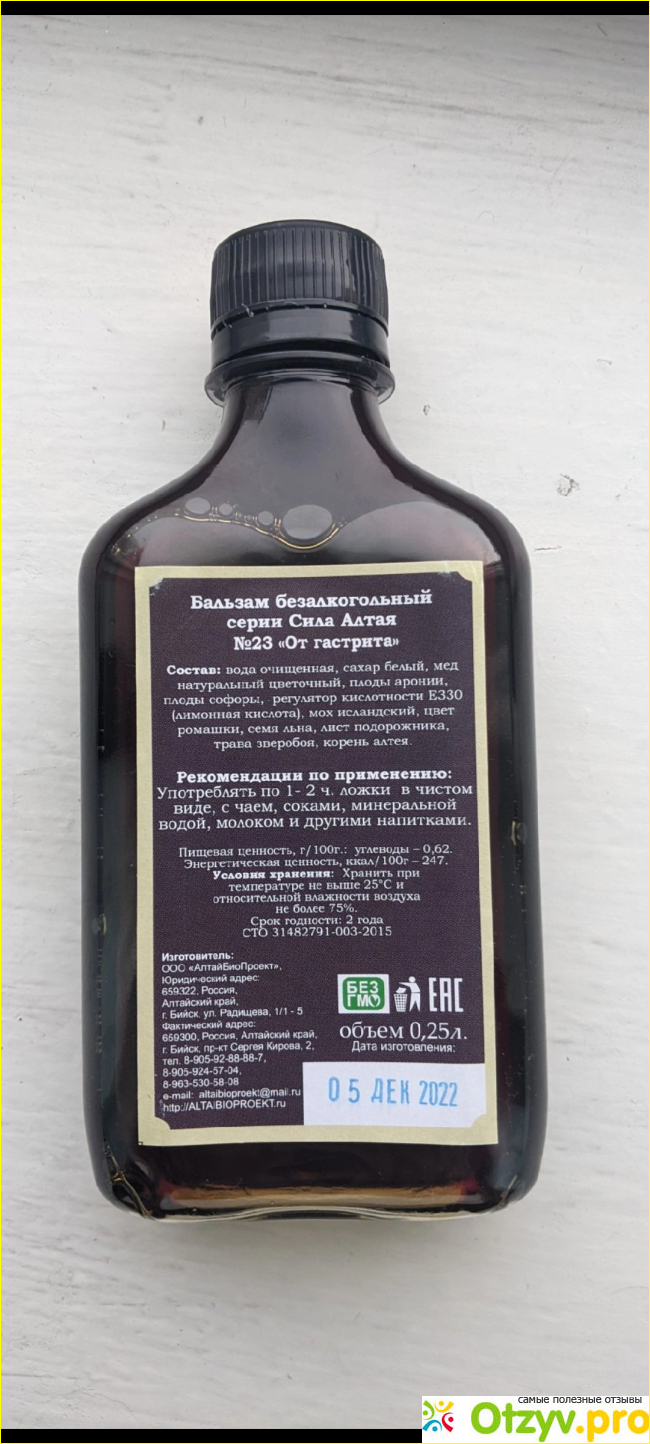 Бальзам безалкогольный
серии Сила Алтая
№23 «От гастрита»
Состав: вода очищенная, сахар белый, мед
натуральный цветочный, плоды аронии,
плоды софоры, регулятор кислотности Е330
(лимонная кислота), мох исландский, цвет
ромашки, семя льна, лист подорожника,
трава зверобоя, корень алтея.
Рекомендации по применению:
Употреблять по 1- 2 ч. ложки в чистом
виде, с чаем, соками, минеральной
водой, молоком и другими напитками.
Пищевая ценность, г/100г.: углеводы – 0,62.
Энергетическая ценность, ккал/100г – 247.
Условия хранения: Хранить при
температуре не выше 25°С и
относительной влажности воздуха
не более 75%.
Срок годности: 2 года
СТО 31482791-003-2015
Изготовитель:
ООО «АлтайБиоПроект»,
Юридический адрес:
659322, Россия,
Алтайский край,
г. Бийск, ул. Радищева, 1/1 - 5
Фактический адрес:
659300, Россия, Алтайский край,
г. Бийск, пр-кт Сергея Кирова, 2,
тел. 8-905-92-88-88-7,
8-905-924-57-04,
8-963-530-58-08
e-mail: altaibioproekt@mail.ru
http://ALTAIBIOPROEKT.ru
БЕЗ
ГМО
EAC
объем 0,25л.
Дата изготовления:
05 ДЕК 2022
самые полезные отзывы
Otzyv.pro